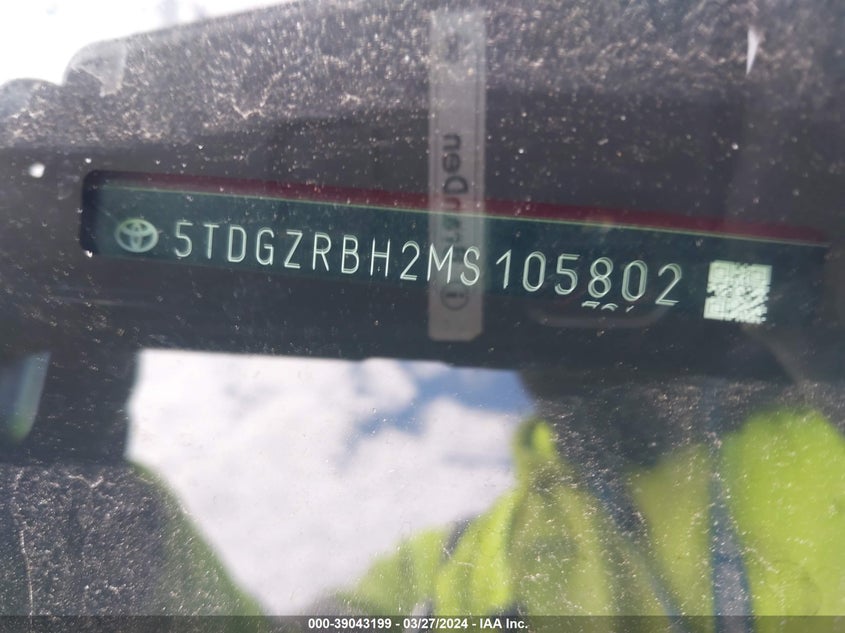 5TDGZRBH2MS105802
000-39043199 - 03/27/2024 - IAA Inc.